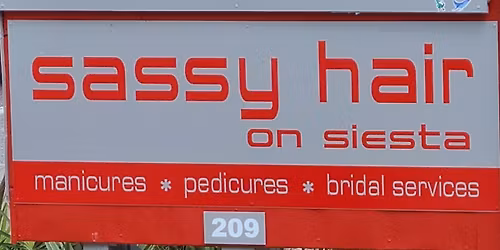 sassy hair
on siesta
manicures * pedicures * bridal services
209